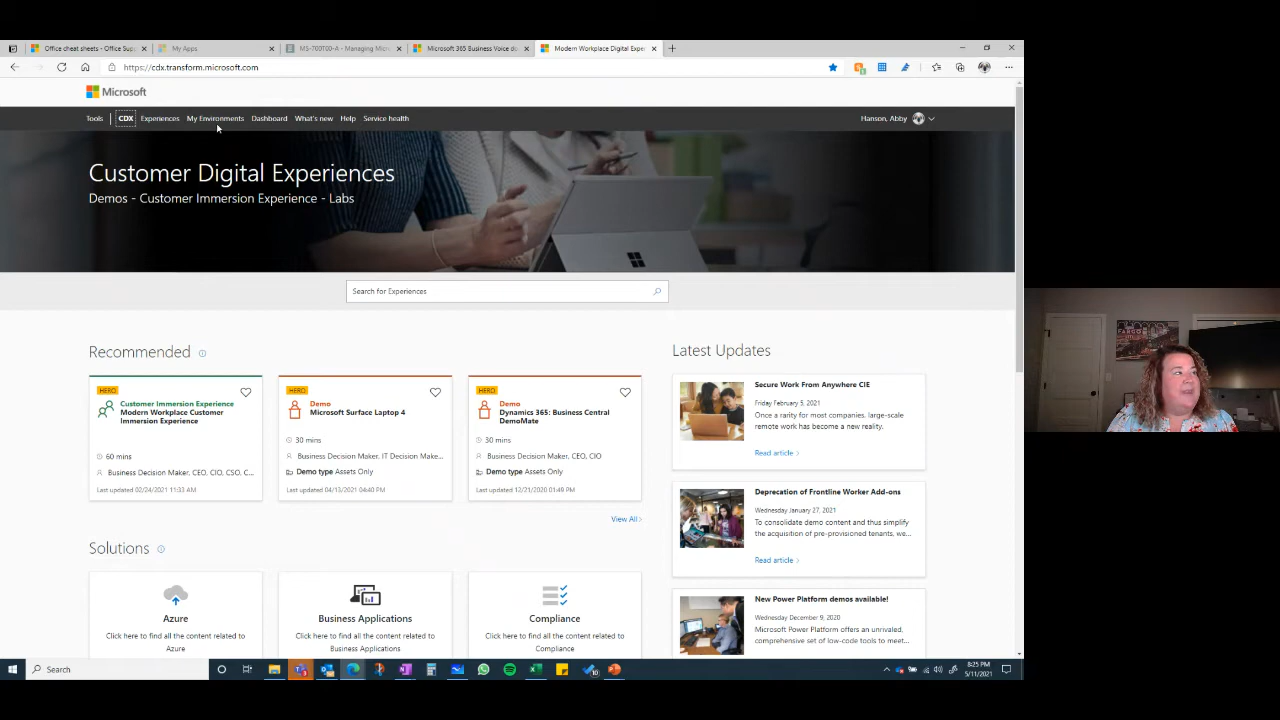 Office cheat sheets - Office Sup
My Apps
MS-700T00-A - Managing Micr
Microsoft 365 Business Voice do
Modern Workplace Digital Exper
https://cdx.transform.microsoft.com
Microsoft
Tools
CDX
Experiences
My Environments
Dashboard
What's new
Help
Service health
Hanson, Abby
Customer Digital Experiences
Demos - Customer Immersion Experience - Labs
Search for Experiences
Recommended
HERO
Customer Immersion Experience
Modern Workplace Customer
Immersion Experience
60 mins
Business Decision Maker, CEO, CIO, CSO, C...
Last updated 02/24/2021 11:33 AM
HERO
Demo
Microsoft Surface Laptop 4
30 mins
Business Decision Maker, IT Decision Make...
Demo type Assets Only
Last updated 04/13/2021 04:40 PM
HERO
Demo
Dynamics 365: Business Central
DemoMate
30 mins
Business Decision Maker, CEO, CIO
Demo type Assets Only
Last updated 12/21/2020 01:49 PM
View All
Solutions
Azure
Click here to find all the content related to
Azure
Business Applications
Click here to find all the content related to
Business Applications
Compliance
Click here to find all the content related to
Compliance
Latest Updates
Secure Work From Anywhere CIE
Friday February 5, 2021
Once a rarity for most companies, large-scale
remote work has become a new reality.
Read article
Deprecation of Frontline Worker Add-ons
Wednesday January 27, 2021
To consolidate demo content and thus simplify
the acquisition of pre-provisioned tenants, we...
Read article
New Power Platform demos available!
Wednesday December 9, 2020
Microsoft Power Platform offers an unrivaled,
comprehensive set of low-code tools to meet...
FARGO
Search
8:25 PM
5/11/2021